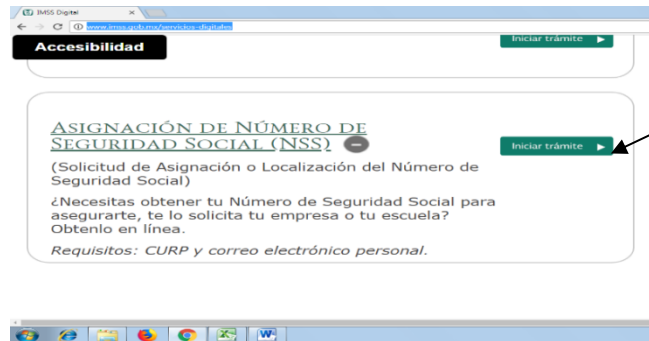 IMSS Digital
www.imss.gob.mx/servicios-digitales
Accesibilidad
Iniciar trámite
ASIGNACIÓN DE NÚMERO DE
SEGURIDAD SOCIAL (NSS)
Iniciar trámite
(Solicitud de Asignación o Localización del Número de
Seguridad Social)
¿Necesitas obtener tu Número de Seguridad Social para
asegurarte, te lo solicita tu empresa o tu escuela?
Obtenlo en línea.
Requisitos: CURP y correo electrónico personal.